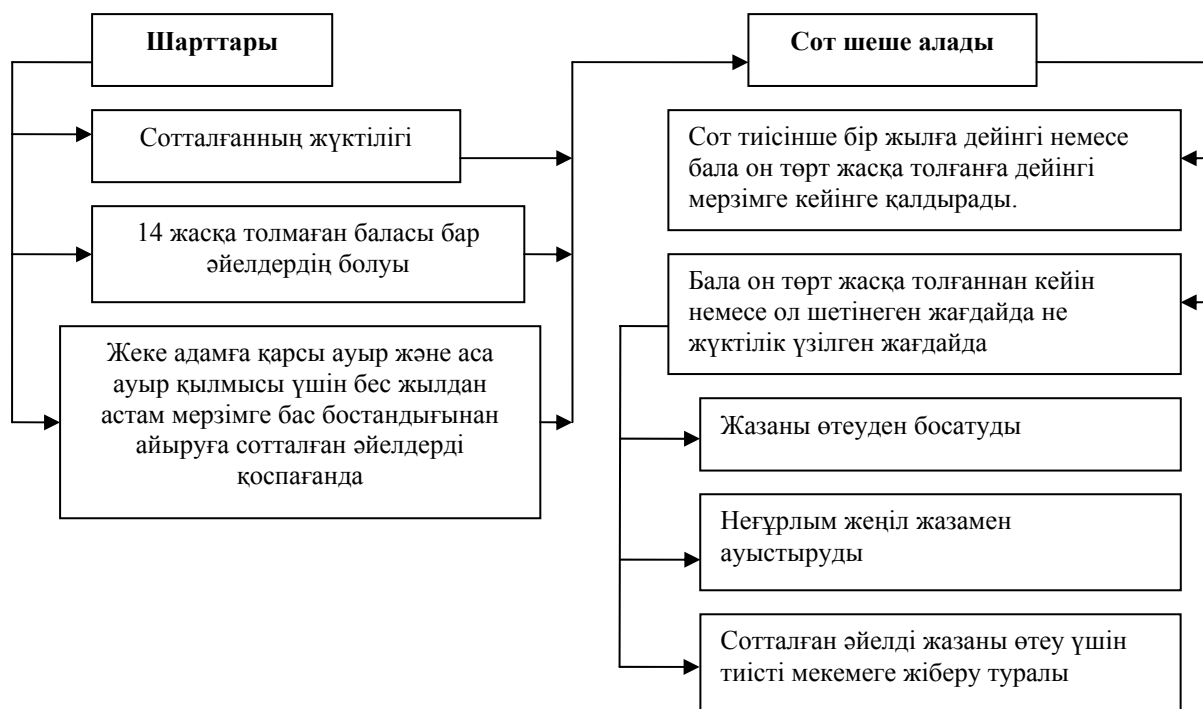 Шарттары
Сотталғанның жүктілігі
14 жасқа толмаған баласы бар
әйелдердің болуы
Жеке адамға қарсы ауыр және аса
ауыр қылмысы үшін бес жылдан
астам мерзімге бас бостандығынан
айыруға сотталған әйелдерді
қоспағанда
Сот шеше алады
Сот тиісінше бір жылға дейінгі немесе
бала он төрт жасқа толғанға дейінгі
мерзімге кейінге қалдырады.
Бала он төрт жасқа толғаннан кейін
немесе ол шетінеген жағдайда не
жүктілік үзілген жағдайда
Жазаны өтеуден босатуды
Неғұрлым жеңіл жазамен
ауыстыруды
Сотталған әйелді жазаны өтеу үшін
тиісті мекемеге жіберу туралы